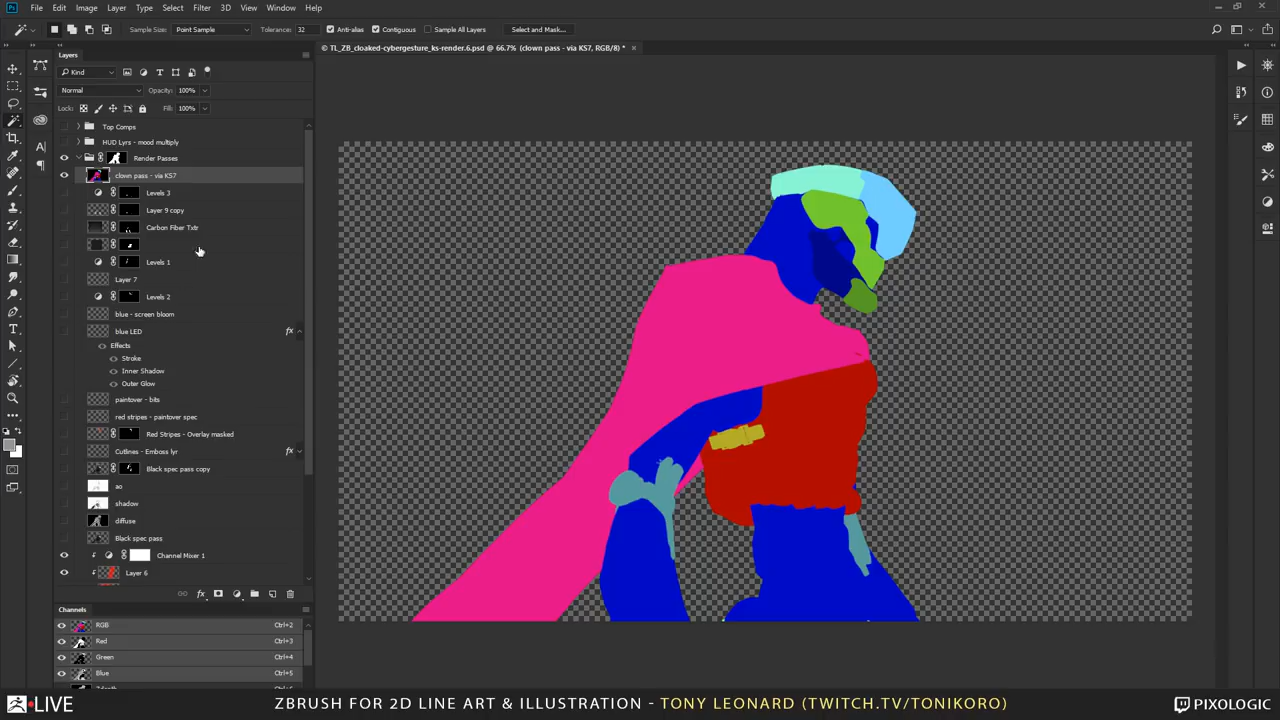 Ps File Edit Image Layer Type Select Filter 3D View Window Help
Sample Size: Point Sample Tolerance: 32 Anti-alias Contiguous Sample All Layers Select and Mask...
© TL_ZB_cloaked-cybergesture_ks-render.6.psd @ 66.7% (clown pass - via KS7, RGB/8) *
Layers
Kind
Normal Opacity: 100%
Lock: Fill: 100%
Top Comps
HUD Lyrs - mood multiply
Render Passes
clown pass - via KS7
Levels 3
Layer 9 copy
Carbon Fiber Txtr
Levels 1
Layer 7
Levels 2
blue - screen bloom
blue LED fx
Effects
Stroke
Inner Shadow
Outer Glow
paintover - bits
red stripes - paintover spec
Red Stripes - Overlay masked
Cutlines - Emboss lyr fx
Black spec pass copy
ao
shadow
diffuse
Black spec pass
Channel Mixer 1
Layer 6
fx
Channels
RGB Ctrl+2
Red Ctrl+3
Green Ctrl+4
Blue Ctrl+5
LIVE ZBRUSH FOR 2D LINE ART & ILLUSTRATION - TONY LEONARD (TWITCH.TV/TONIKORO) PIXOLOGIC